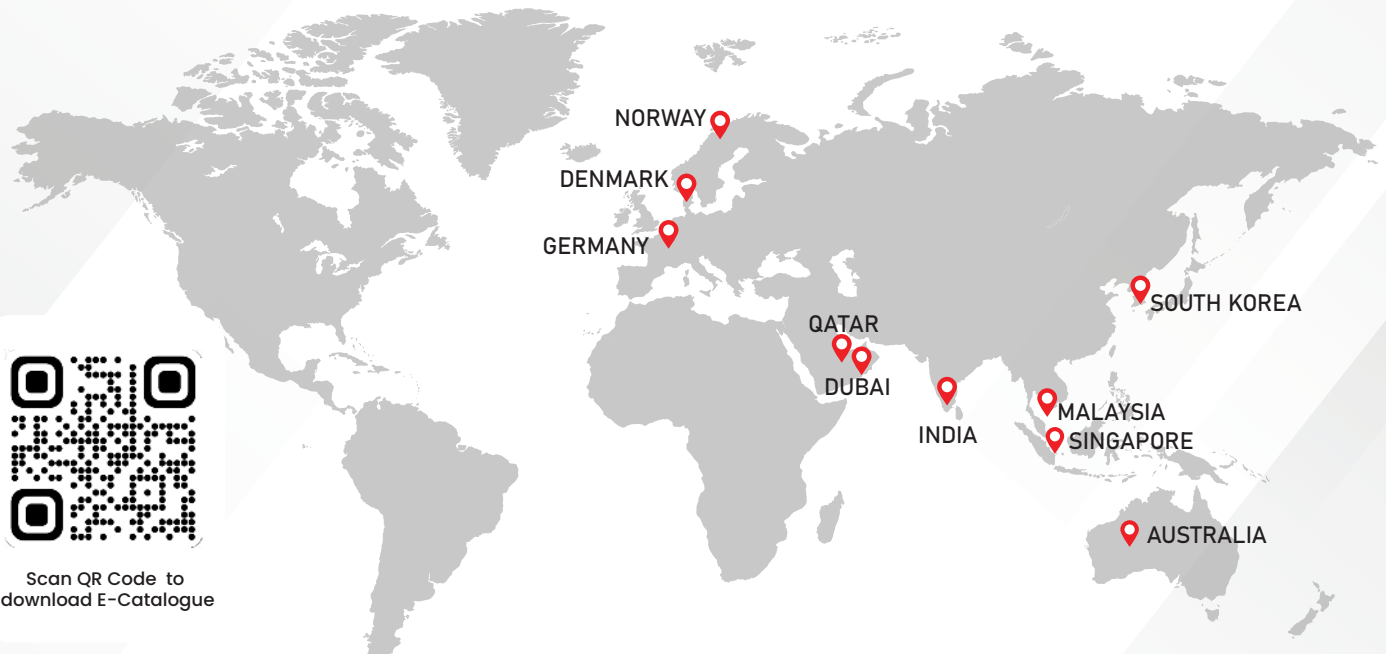 NORWAY
DENMARK
GERMANY
SOUTH KOREA
QATAR
DUBAI
MALAYSIA
INDIA
SINGAPORE
AUSTRALIA
Scan QR Code to
download E-Catalogue